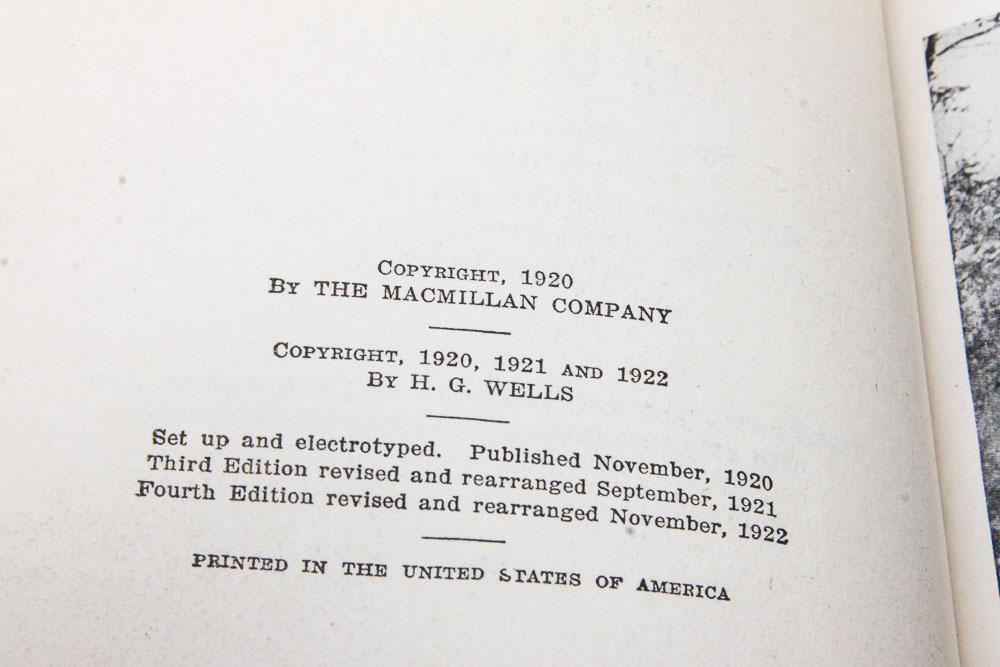 COPYRIGHT, 1920
BY THE MACMILLAN COMPANY
COPYRIGHT, 1920, 1921 AND 1922
BY H. G. WELLS
Set up and electrotyped. Published November, 1920
Third Edition revised and rearranged September, 1921
Fourth Edition revised and rearranged November, 1922
PRINTED IN THE UNITED STATES OF AMERICA